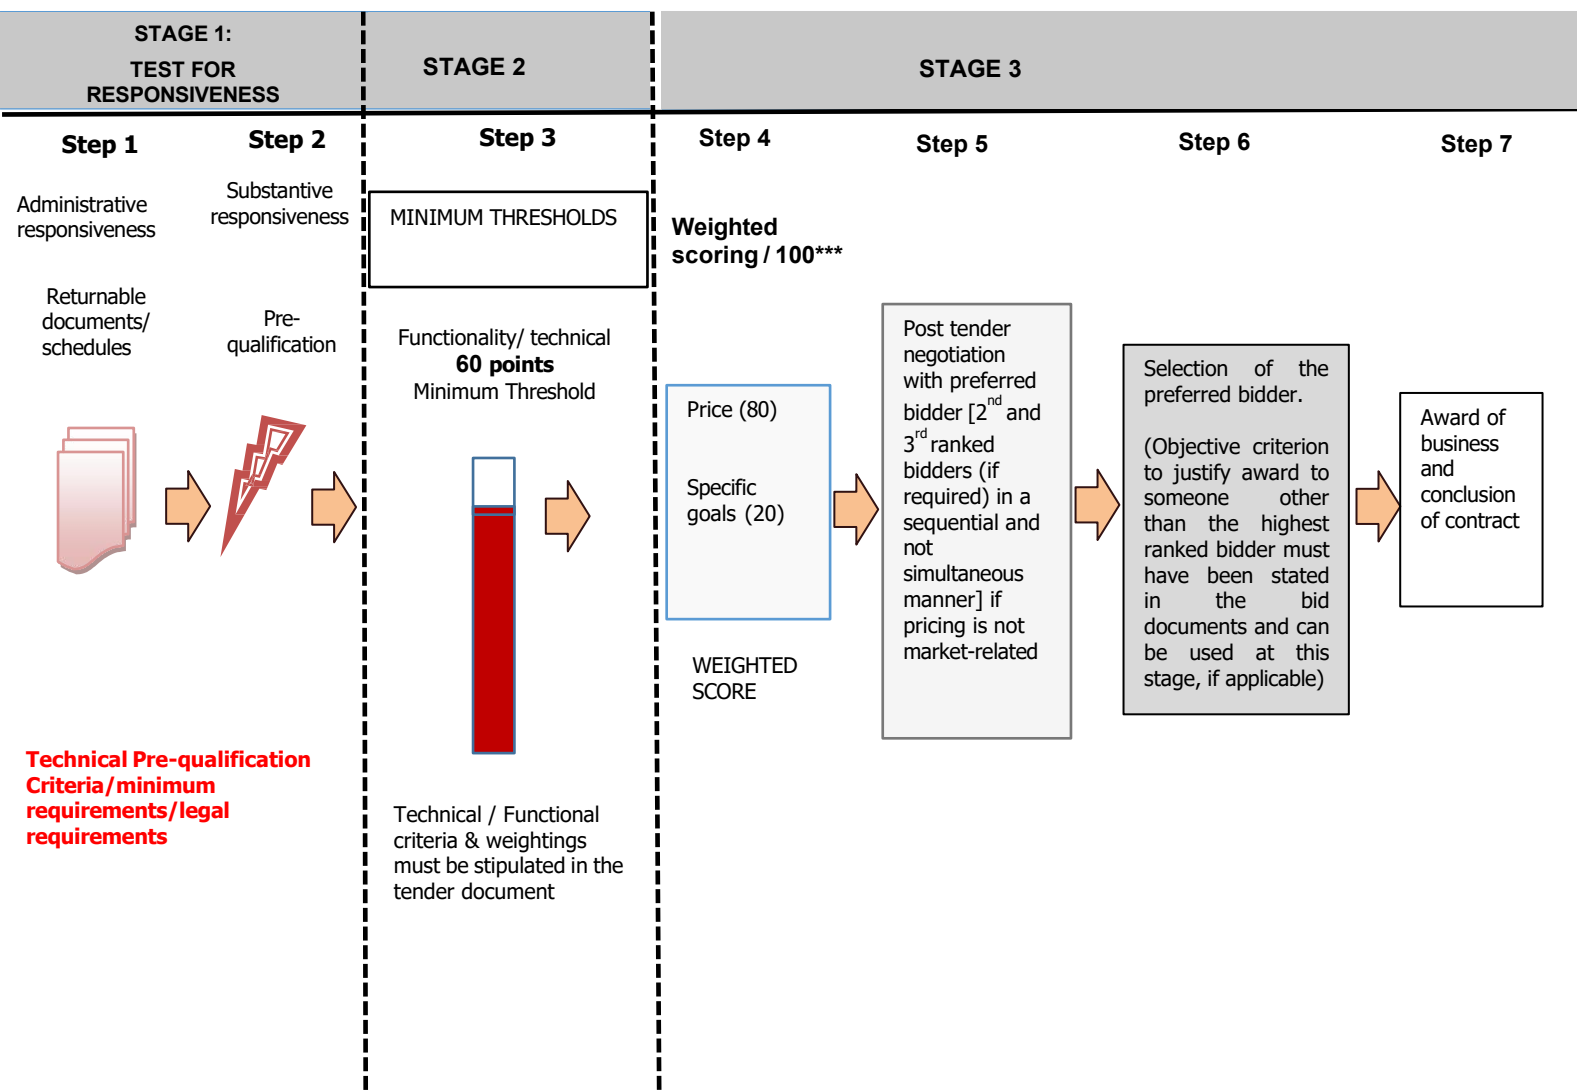 STAGE 1:
TEST FOR
RESPONSIVENESS
STAGE 2
STAGE 3
Step 1
Step 2
Step 3
Step 4
Step 5
Step 6
Step 7
Administrative
responsiveness
Returnable
documents/
schedules
Substantive
responsiveness
Pre-
qualification
Technical Pre-qualification
Criteria/minimum
requirements/legal
requirements
MINIMUM THRESHOLDS
Functionality/ technical
60 points
Minimum Threshold
Technical / Functional
criteria & weightings
must be stipulated in the
tender document
Weighted
scoring / 100***
Price (80)
Specific
goals (20)
WEIGHTED
SCORE
Post tender
negotiation
with preferred
bidder [2nd and
3rd ranked
bidders (if
required) in a
sequential and
not
simultaneous
manner] if
pricing is not
market-related
Selection of the
preferred bidder.
(Objective criterion
to justify award to
someone other
than the highest
ranked bidder must
have been stated
in the bid
documents and can
be used at this
stage, if applicable)
Award of
business
and
conclusion
of contract